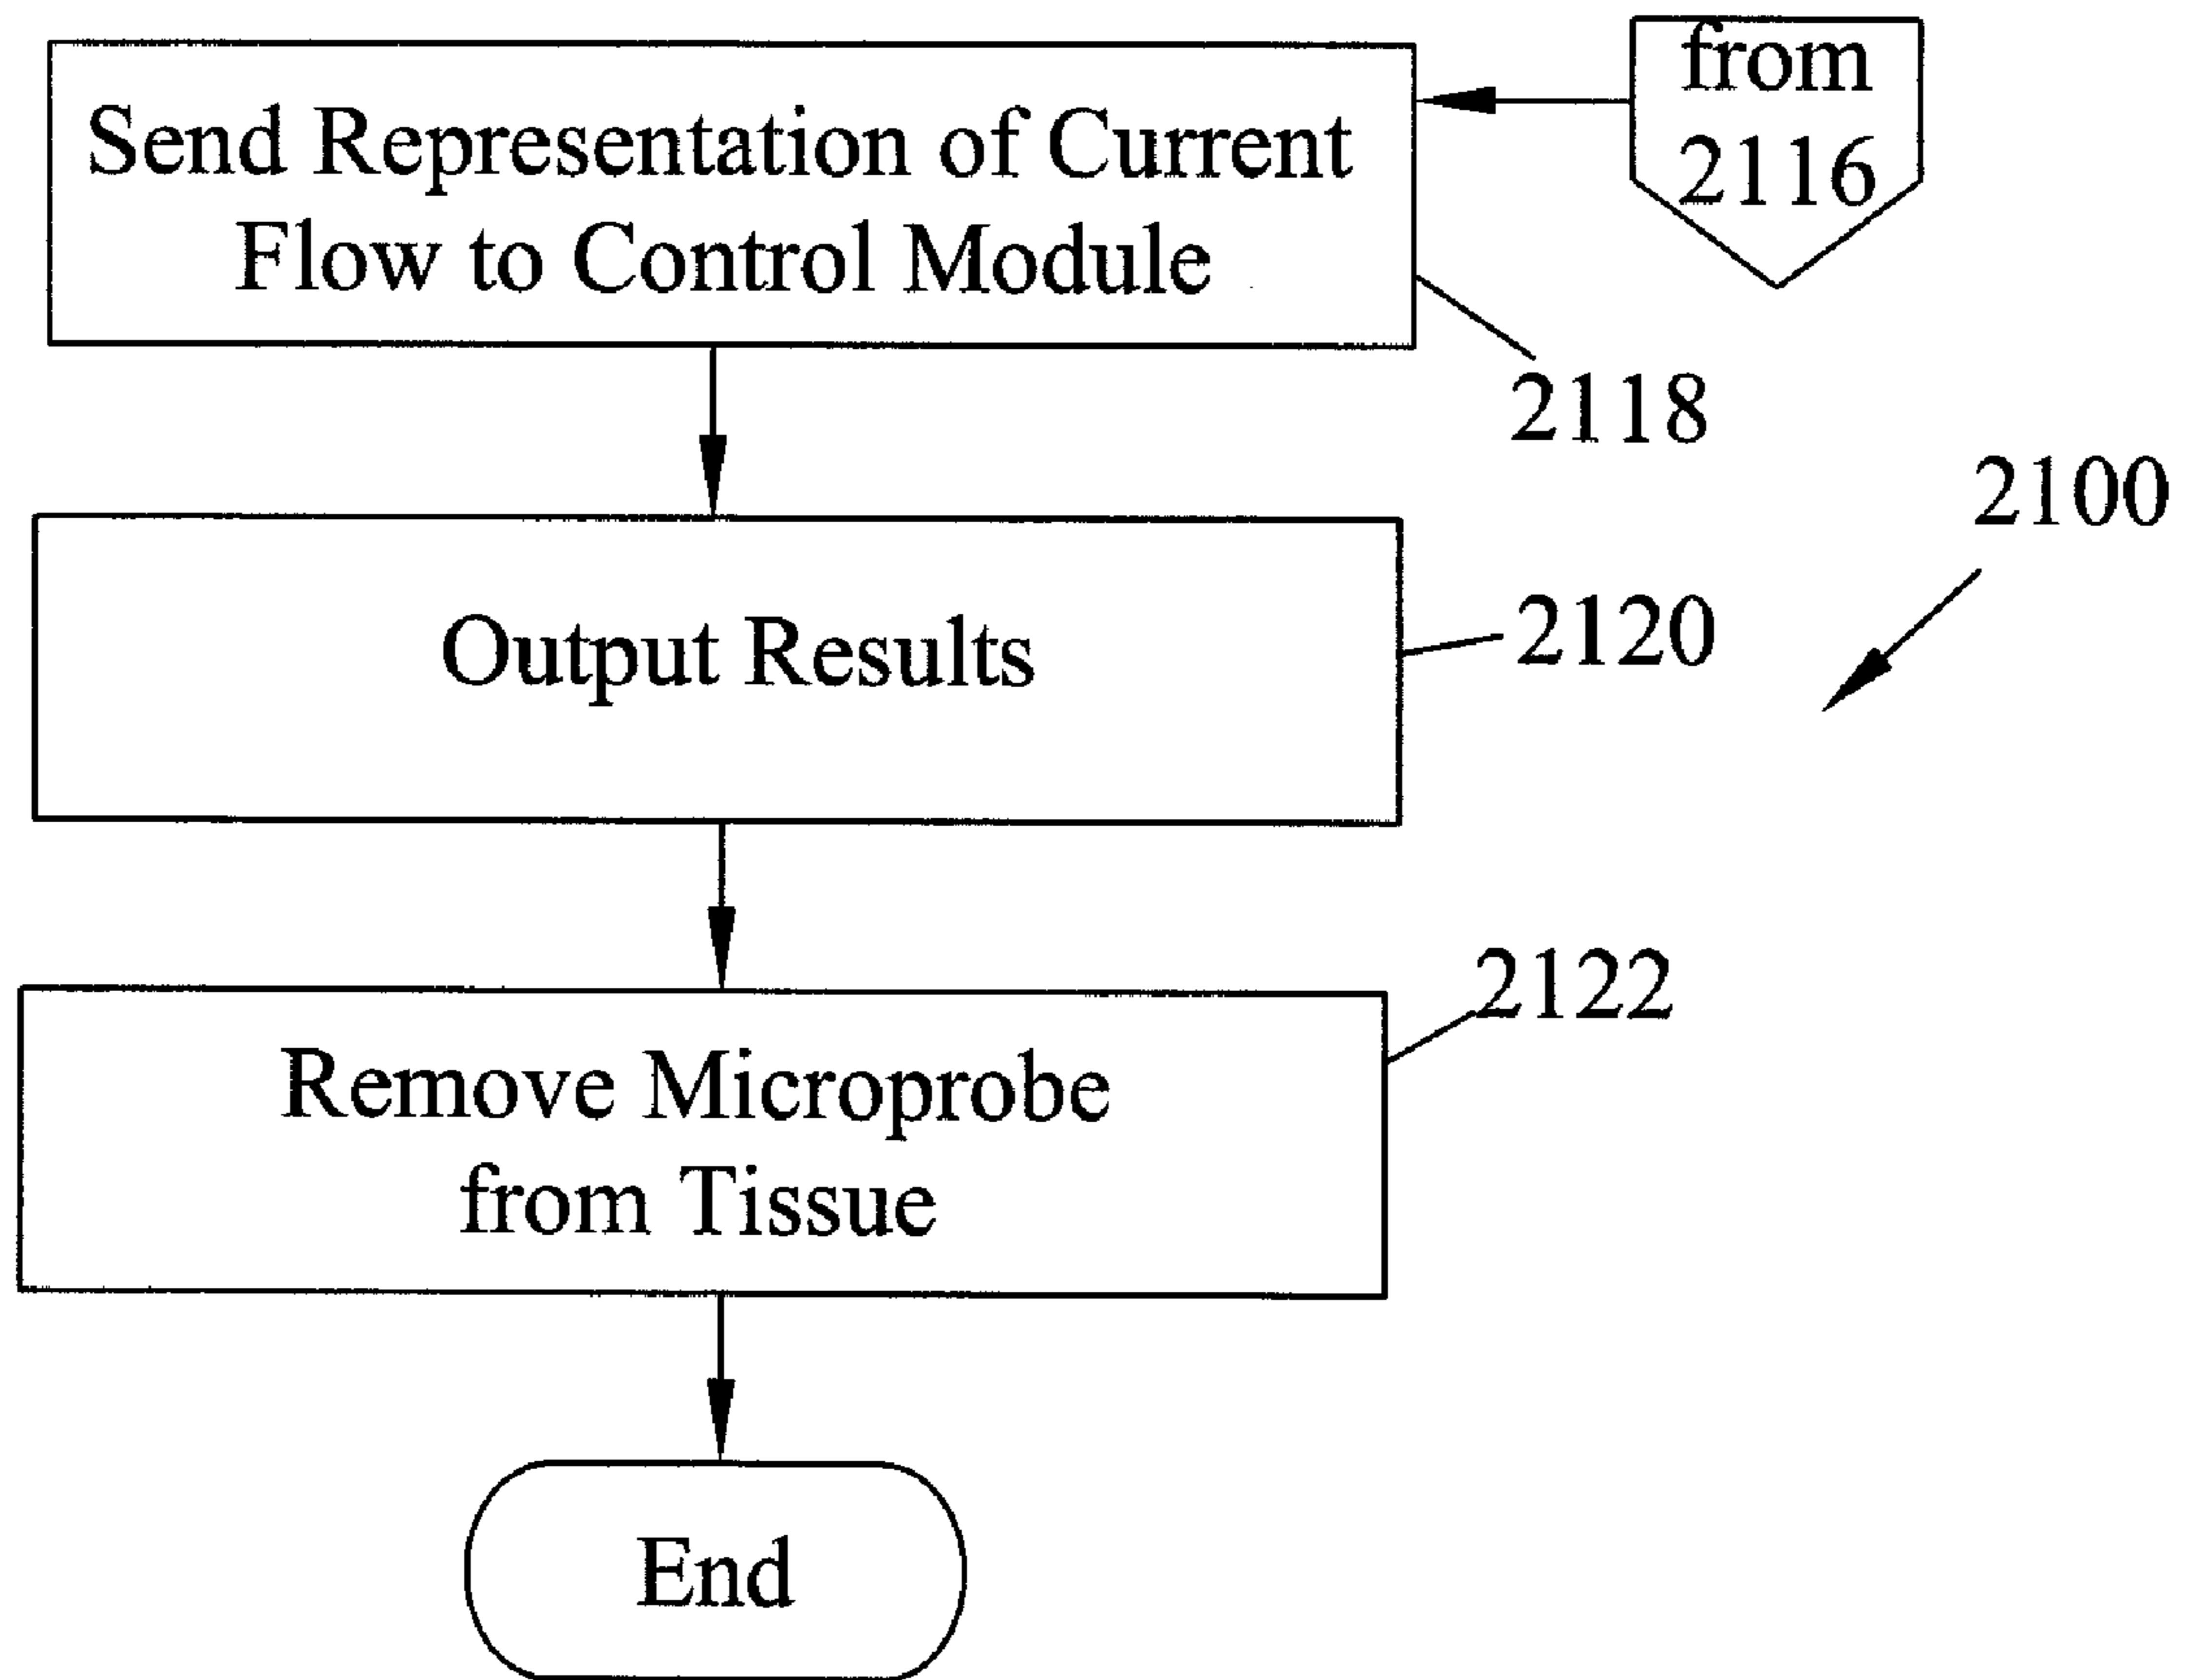 from
2116
Send Representation of Current
Flow to Control Module
2118
2100
Output Results
2120
2122
Remove Microprobe
from Tissue
End